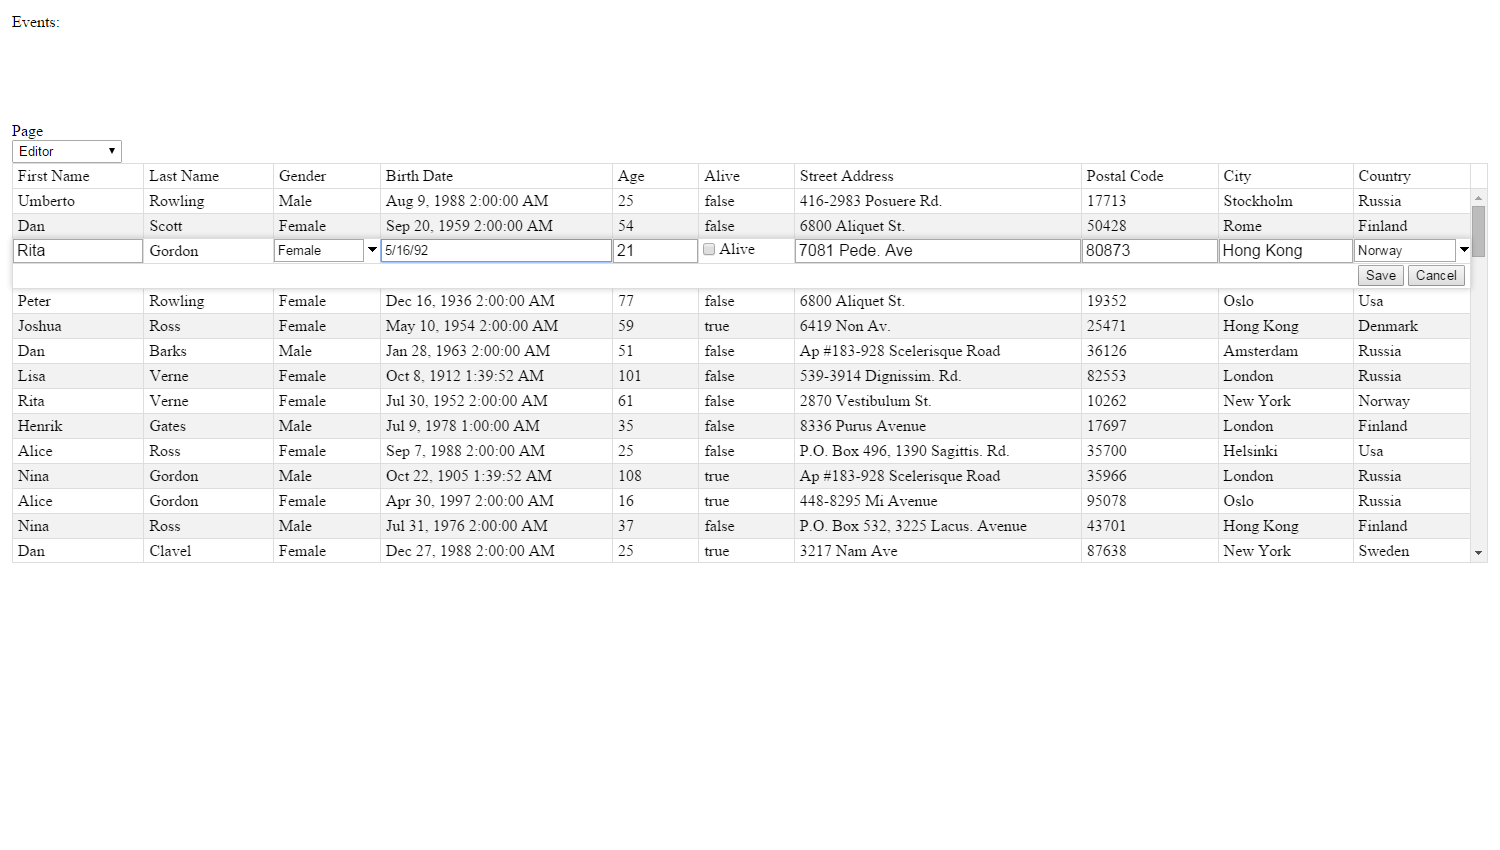 Events:
Page
Editor
First Name Last Name Gender Birth Date Age Alive Street Address Postal Code City Country
Umberto Rowling Male Aug 9, 1988 2:00:00 AM 25 false 416-2983 Posuere Rd. 17713 Stockholm Russia
Dan Scott Female Sep 20, 1959 2:00:00 AM 54 false 6800 Aliquet St. 50428 Rome Finland
Rita Gordon Female 5/16/92 21 Alive 7081 Pede. Ave 80873 Hong Kong Norway
Save Cancel
Peter Rowling Female Dec 16, 1936 2:00:00 AM 77 false 6800 Aliquet St. 19352 Oslo Usa
Joshua Ross Female May 10, 1954 2:00:00 AM 59 true 6419 Non Av. 25471 Hong Kong Denmark
Dan Barks Male Jan 28, 1963 2:00:00 AM 51 false Ap #183-928 Scelerisque Road 36126 Amsterdam Russia
Lisa Verne Female Oct 8, 1912 1:39:52 AM 101 false 539-3914 Dignissim. Rd. 82553 London Russia
Rita Verne Female Jul 30, 1952 2:00:00 AM 61 false 2870 Vestibulum St. 10262 New York Norway
Henrik Gates Male Jul 9, 1978 1:00:00 AM 35 false 8336 Purus Avenue 17697 London Finland
Alice Ross Female Sep 7, 1988 2:00:00 AM 25 false P.O. Box 496, 1390 Sagittis. Rd. 35700 Helsinki Usa
Nina Gordon Male Oct 22, 1905 1:39:52 AM 108 true Ap #183-928 Scelerisque Road 35966 London Russia
Alice Gordon Female Apr 30, 1997 2:00:00 AM 16 true 448-8295 Mi Avenue 95078 Oslo Russia
Nina Ross Male Jul 31, 1976 2:00:00 AM 37 false P.O. Box 532, 3225 Lacus. Avenue 43701 Hong Kong Finland
Dan Clavel Female Dec 27, 1988 2:00:00 AM 25 true 3217 Nam Ave 87638 New York Sweden